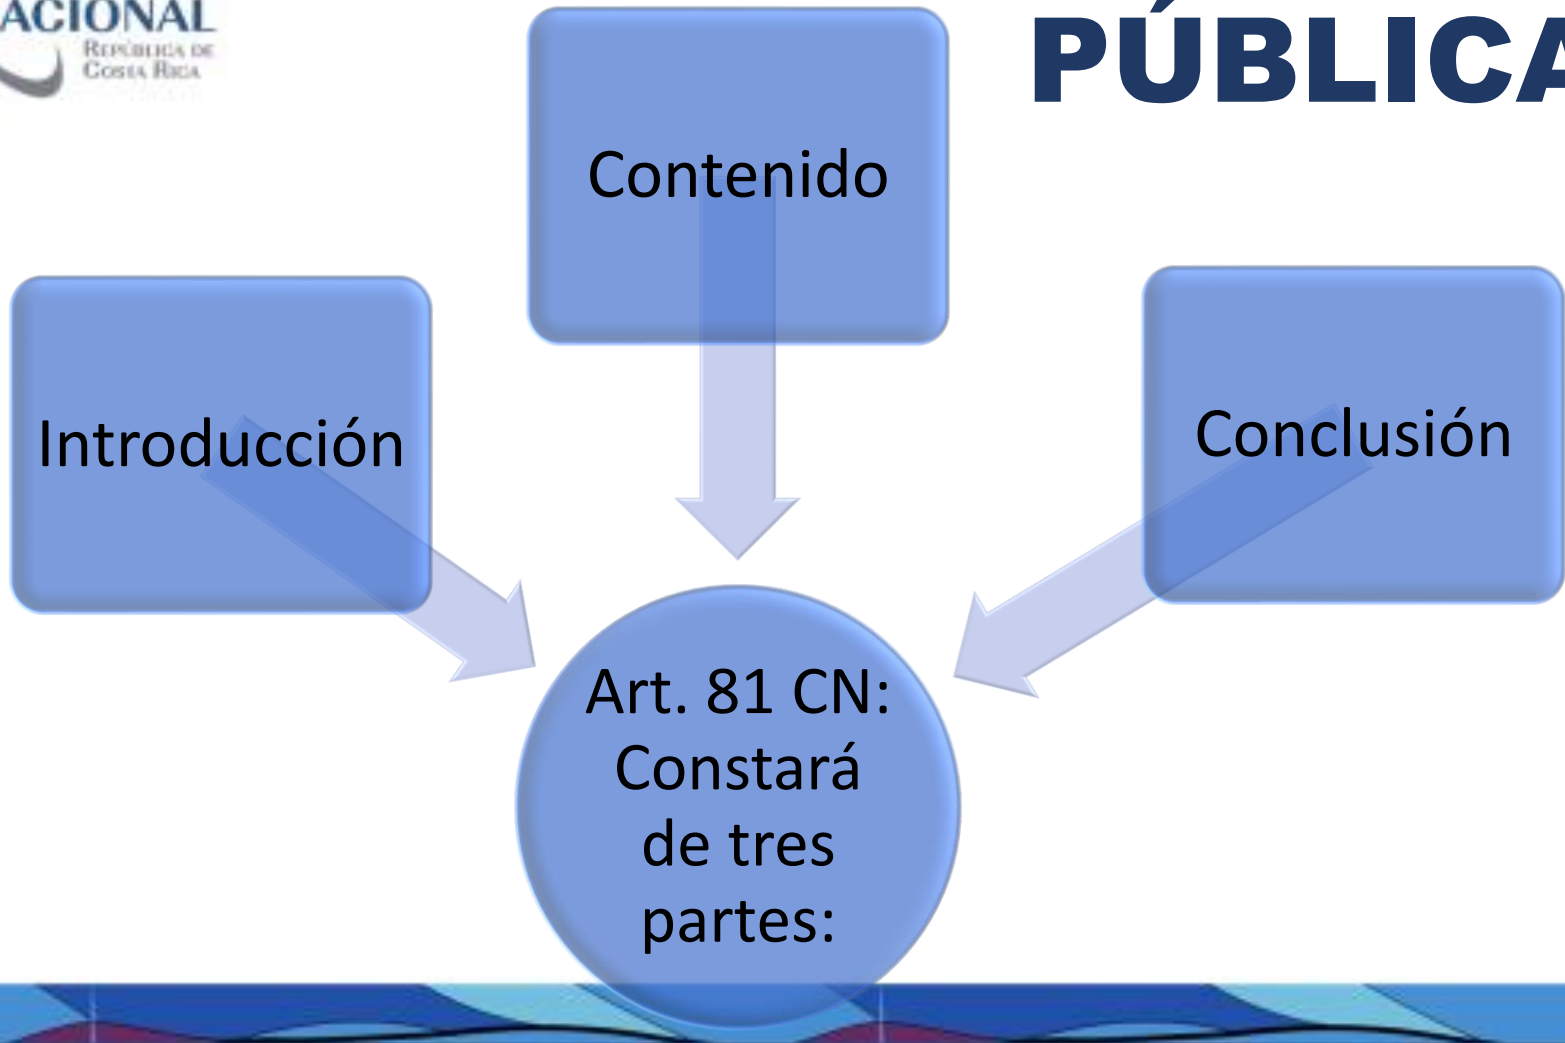 ACIONAL
REPÚBLICA DE
COSTA RICA
PÚBLICA
Contenido
Introducción
Conclusión
Art. 81 CN:
Constará
de tres
partes: